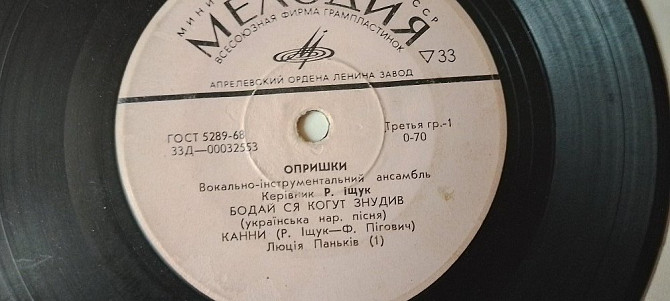 МИНИ ССР
МЕЛОДИЯ
ВСЕСОЮЗНАЯ ФИРМА ГРАМПЛАСТИНОК
▽33
АПРЕЛЕВСКИЙ ОРДЕНА ЛЕНИНА ЗАВОД
ГОСТ 5289-68
33Д—00032553
Третья гр.-1
0-70
ОПРИШКИ
Вокально-інструментальний ансамбль
Керівник Р. Іщук
БОДАЙ СЯ КОГУТ ЗНУДИВ
(українська нар. пісня)
КАННИ (Р. Іщук—Ф. Пігович)
Люція Паньків (1)